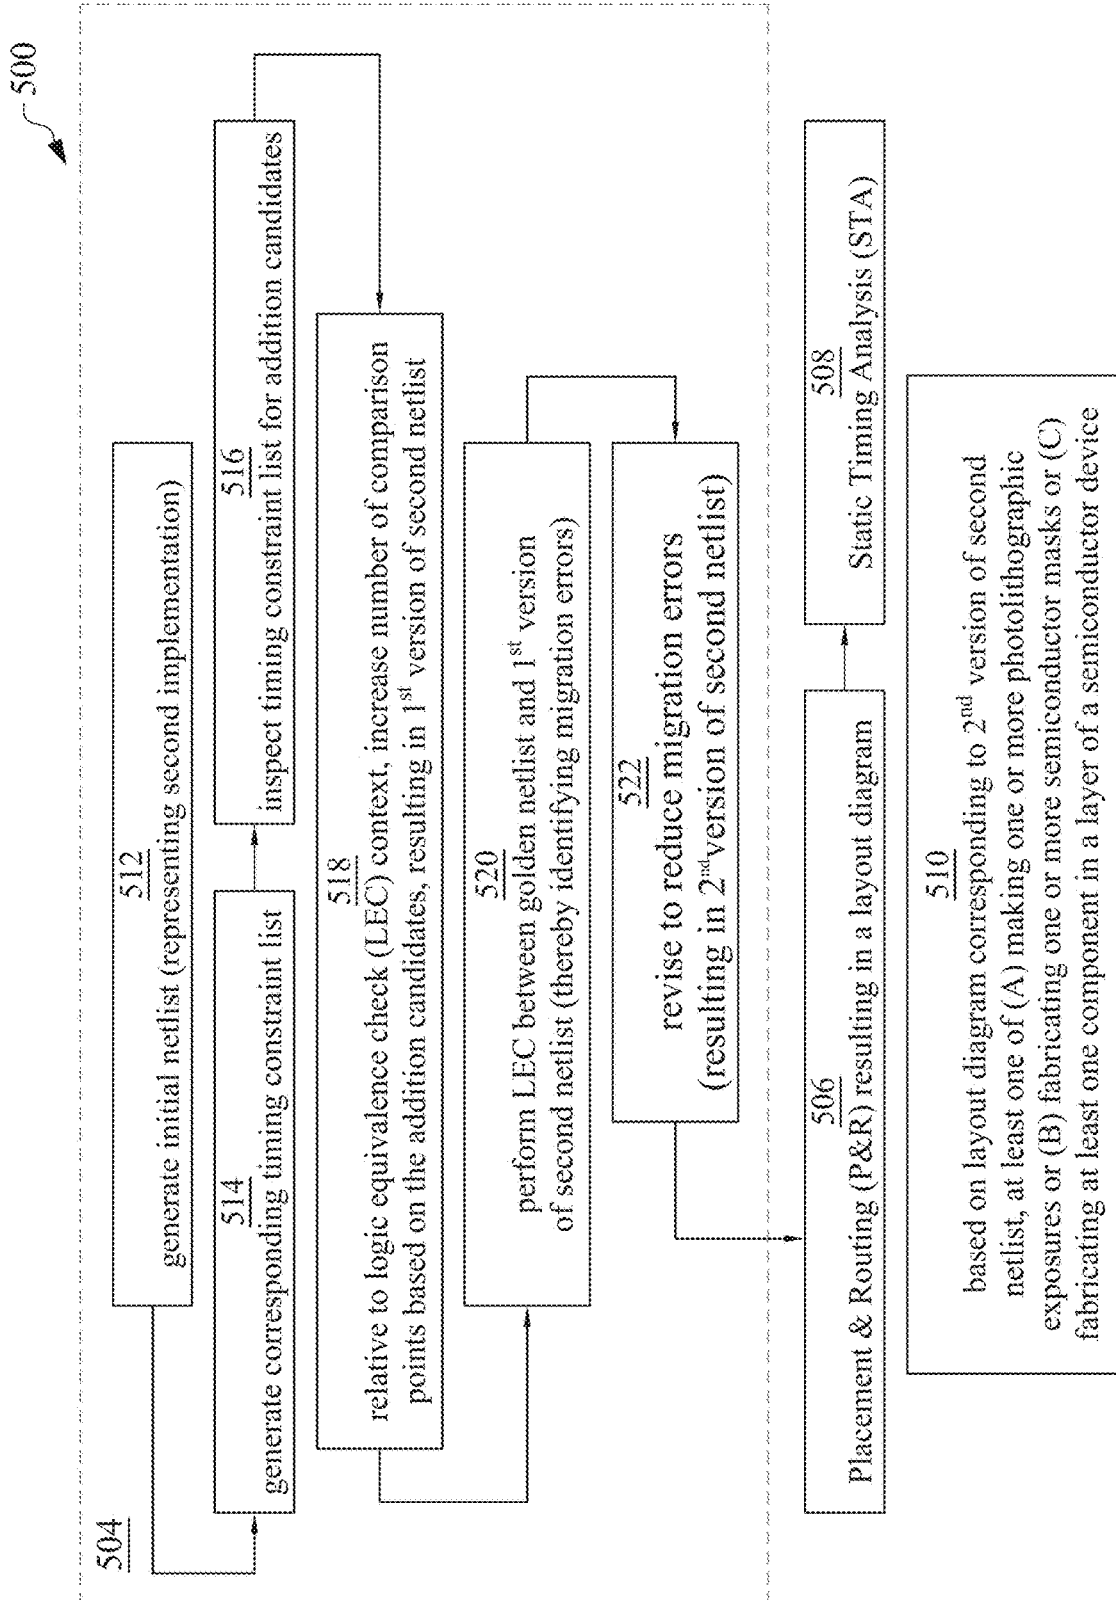 500
504
512
generate initial netlist (representing second implementation)
514
generate corresponding timing constraint list
516
inspect timing constraint list for addition candidates
518
relative to logic equivalence check (LEC) context, increase number of comparison
points based on the addition candidates, resulting in 1st version of second netlist
520
perform LEC between golden netlist and 1st version
of second netlist (thereby identifying migration errors)
522
revise to reduce migration errors
(resulting in 2nd version of second netlist)
506
Placement & Routing (P&R) resulting in a layout diagram
508
Static Timing Analysis (STA)
510
based on layout diagram corresponding to 2nd version of second
netlist, at least one of (A) making one or more photolithographic
exposures or (B) fabricating one or more semiconductor masks or (C)
fabricating at least one component in a layer of a semiconductor device